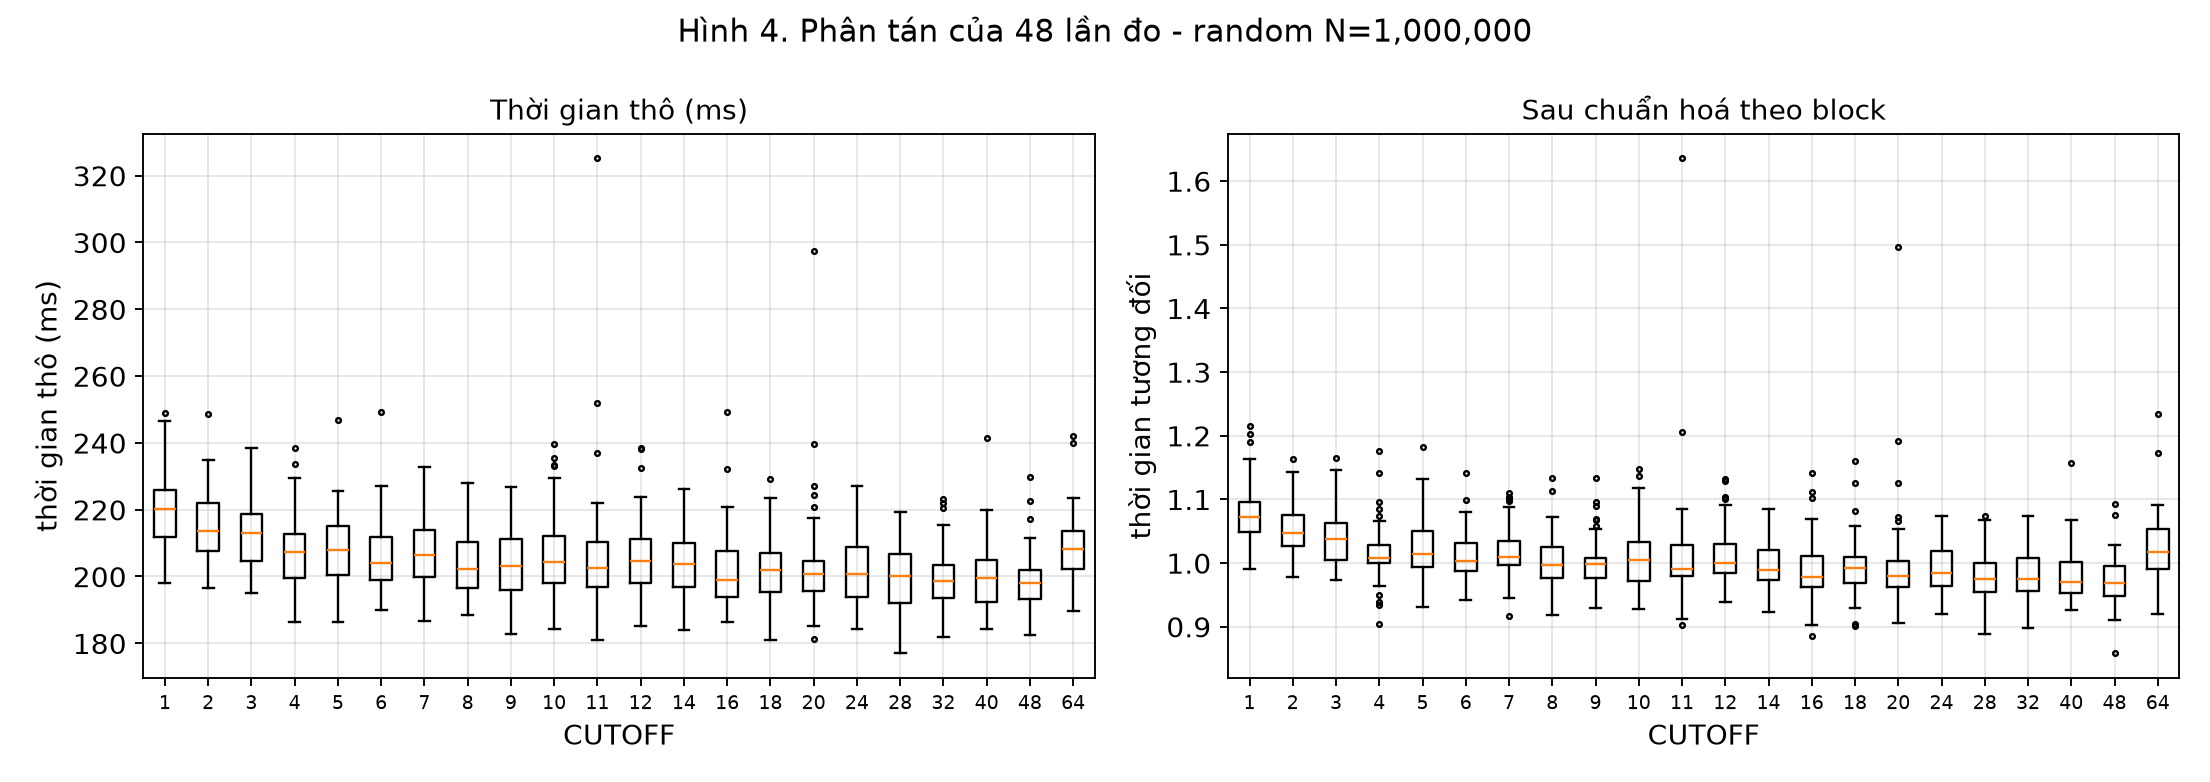 Hình 4. Phân tán của 48 lần đo - random N=1,000,000
Thời gian thô (ms)
thời gian thô (ms)
320
300
280
260
240
220
200
180
1 2 3 4 5 6 7 8 9 10 11 12 14 16 18 20 24 28 32 40 48 64
CUTOFF
Sau chuẩn hoá theo block
thời gian tương đối
1.6
1.5
1.4
1.3
1.2
1.1
1.0
0.9
1 2 3 4 5 6 7 8 9 10 11 12 14 16 18 20 24 28 32 40 48 64
CUTOFF